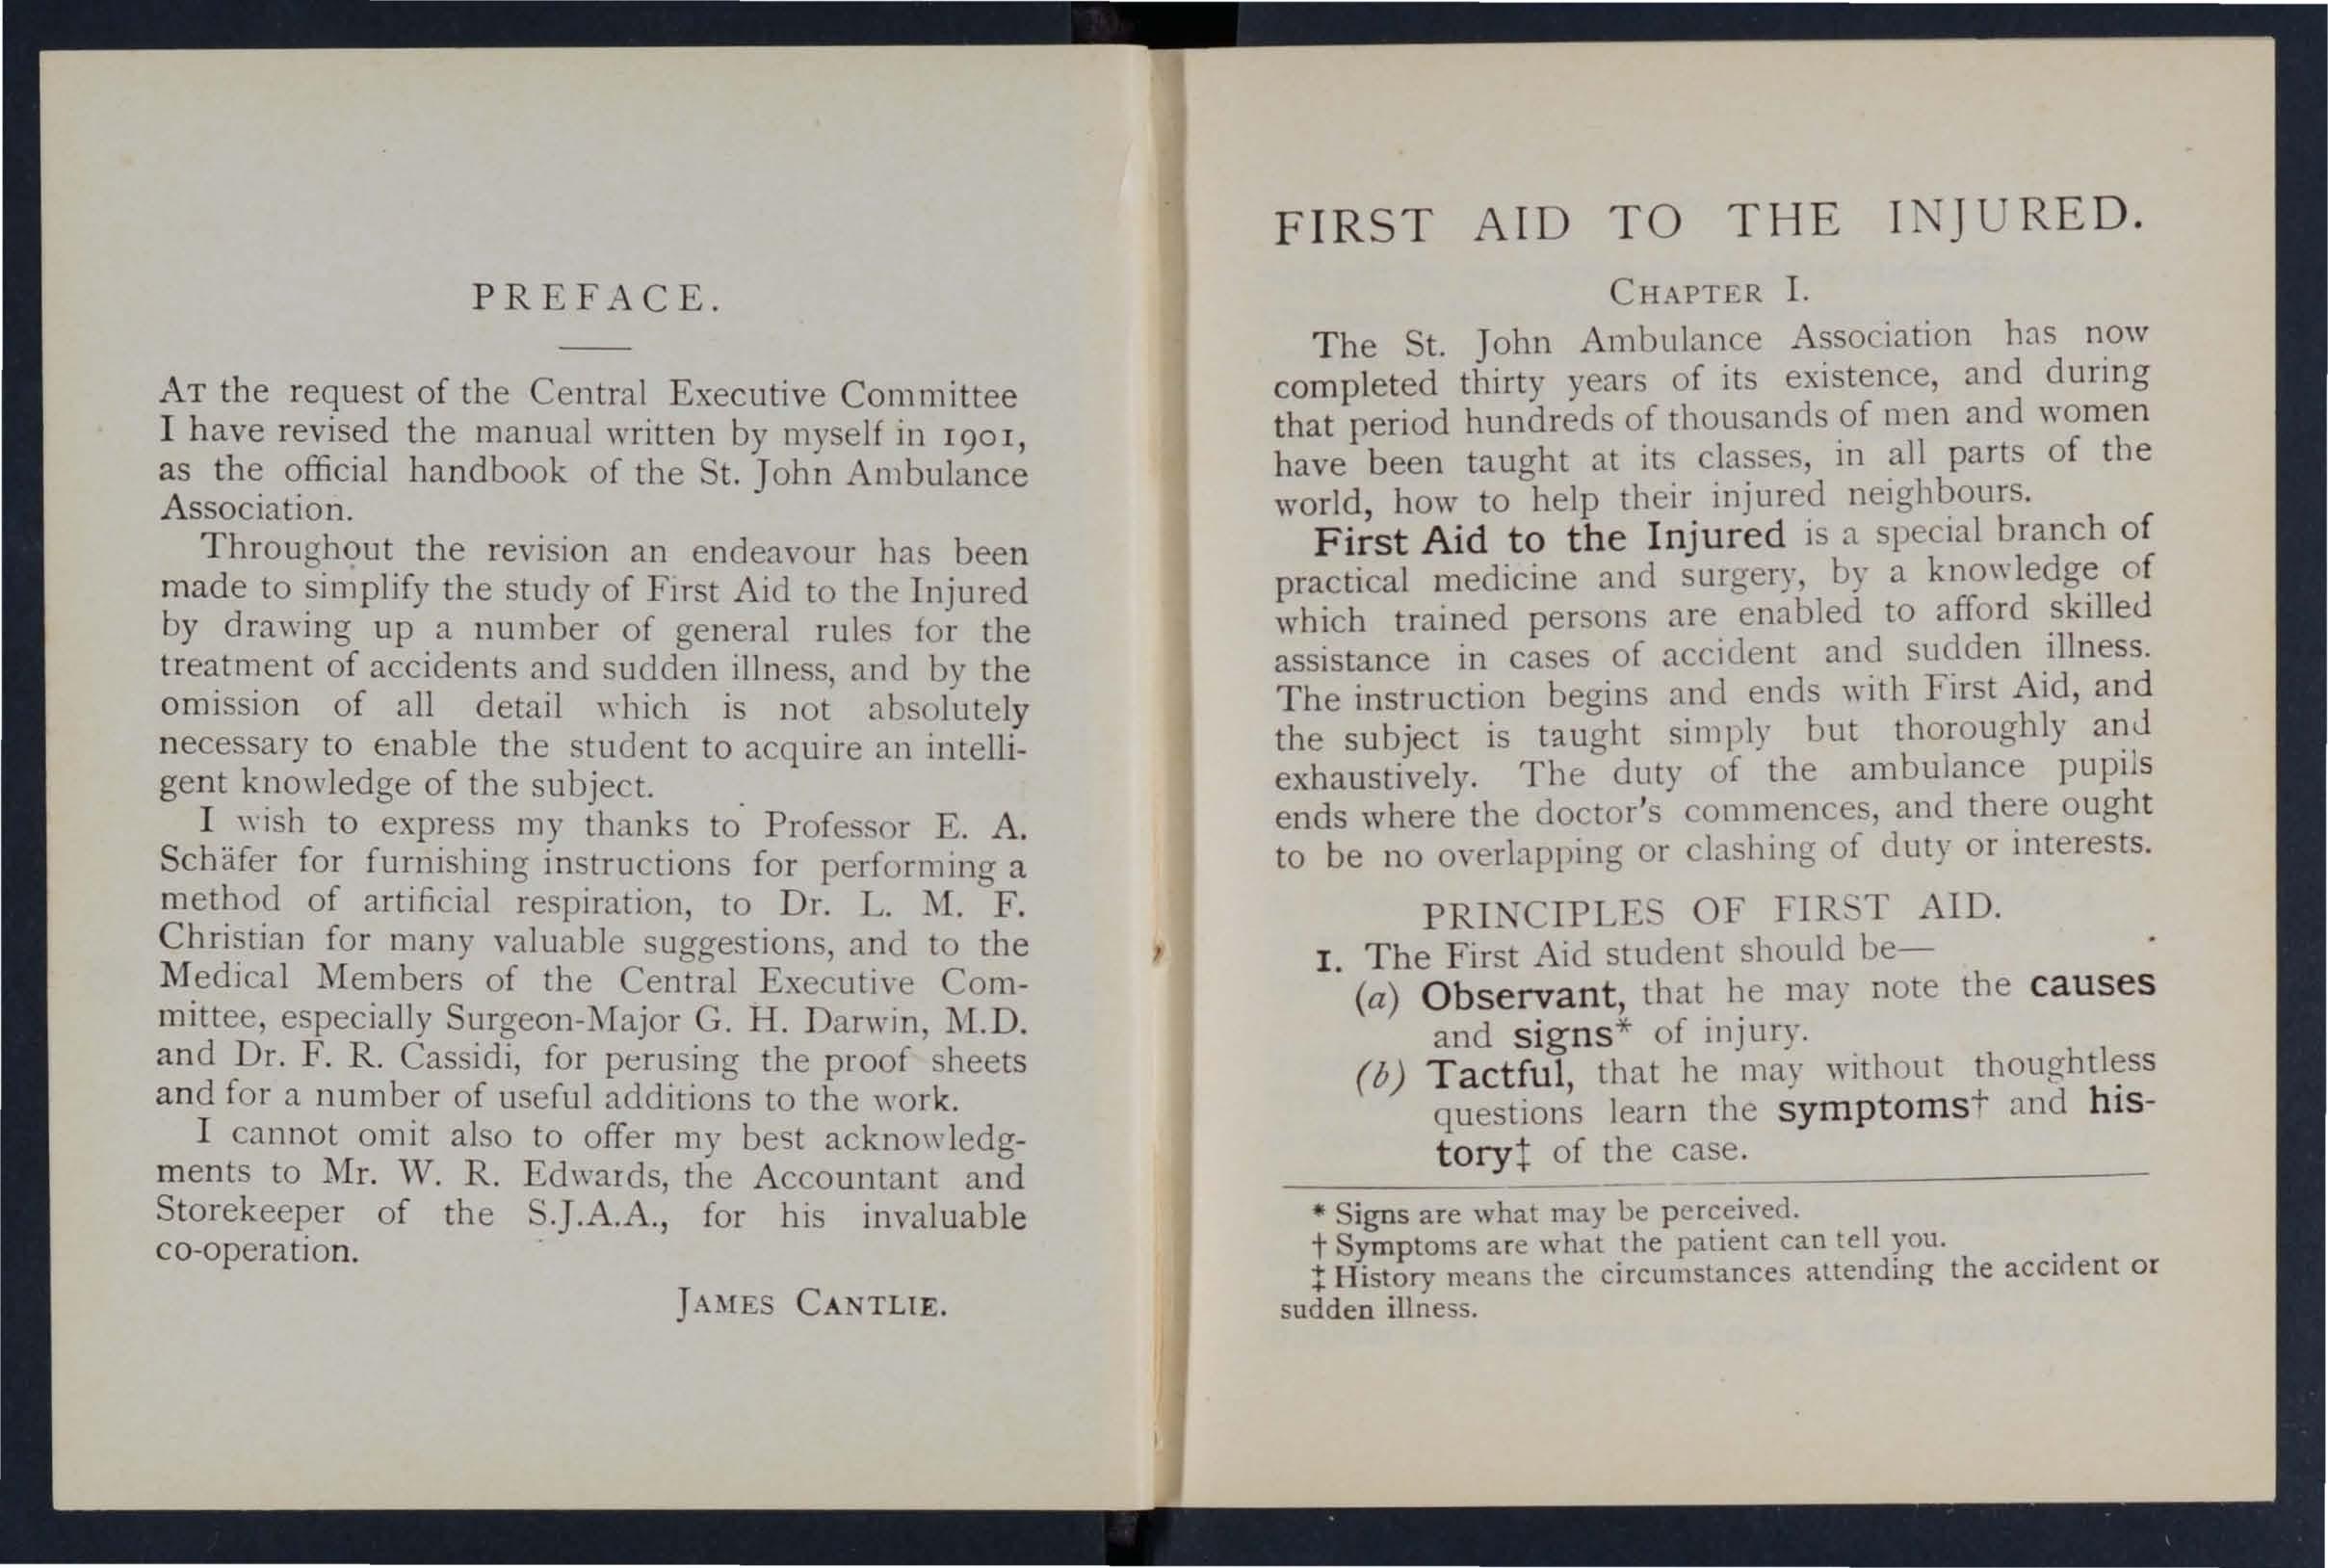 PREFACE.
AT the request of the Central Executive Committee
I have revised the manual written by myself in 1901,
as the official handbook of the St. John Ambulance
Association.
Throughout the revision an endeavour has been
made to simplify the study of First Aid to the Injured
by drawing up a number of general rules for the
treatment of accidents and sudden illness, and by the
omission of all detail which is not absolutely
necessary to enable the student to acquire an intelli-
gent knowledge of the subject.
I wish to express my thanks to Professor E. A.
Schäfer for furnishing instructions for performing a
method of artificial respiration, to Dr. L. M. F.
Christian for many valuable suggestions, and to the
Medical Members of the Central Executive Com-
mittee, especially Surgeon-Major G. H. Darwin, M.D.
and Dr. F. R. Cassidi, for perusing the proof sheets
and for a number of useful additions to the work.
I cannot omit also to offer my best acknowledg-
ments to Mr. W. R. Edwards, the Accountant and
Storekeeper of the S.J.A.A., for his invaluable
co-operation.
JAMES CANTLIE.
FIRST AID TO THE INJURED.
CHAPTER I.
The St. John Ambulance Association has now
completed thirty years of its existence, and during
that period hundreds of thousands of men and women
have been taught at its classes, in all parts of the
world, how to help their injured neighbours.
First Aid to the Injured is a special branch of
practical medicine and surgery, by a knowledge of
which trained persons are enabled to afford skilled
assistance in cases of accident and sudden illness.
The instruction begins and ends with First Aid, and
the subject is taught simply but thoroughly and
exhaustively. The duty of the ambulance pupils
ends where the doctor's commences, and there ought
to be no overlapping or clashing of duty or interests.
PRINCIPLES OF FIRST AID.
1. The First Aid student should be—
(a) Observant, that he may note the causes
and signs* of injury.
(b) Tactful, that he may without thoughtless
questions learn the symptoms† and his-
tory‡ of the case.
* Signs are what may be perceived.
† Symptoms are what the patient can tell you.
‡ History means the circumstances attending the accident or
sudden illness.